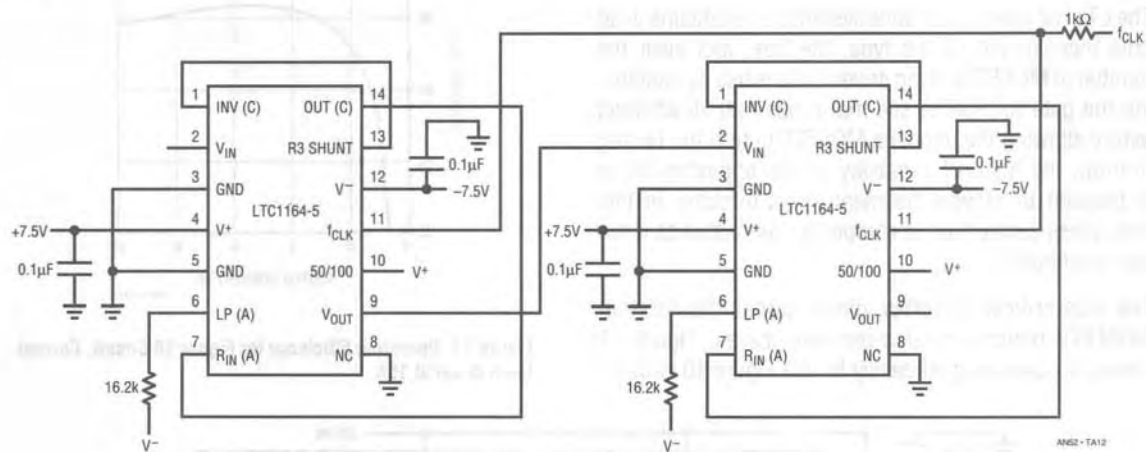 1kΩ
fCLK
1
INV (C)
OUT (C)
14
2
VIN
R3 SHUNT
13
0.1µF
3
GND
V−
12
−7.5V
LTC1164-5
+7.5V
4
V+
fCLK
11
0.1µF
5
GND
50/100
10
V+
6
LP (A)
VOUT
9
7
RIN (A)
NC
8
16.2k
V−
1
INV (C)
OUT (C)
14
2
VIN
R3 SHUNT
13
0.1µF
3
GND
V−
12
−7.5V
LTC1164-5
+7.5V
4
V+
fCLK
11
0.1µF
5
GND
50/100
10
V+
6
LP (A)
VOUT
9
7
RIN (A)
NC
8
16.2k
V−
AN52 • TA12